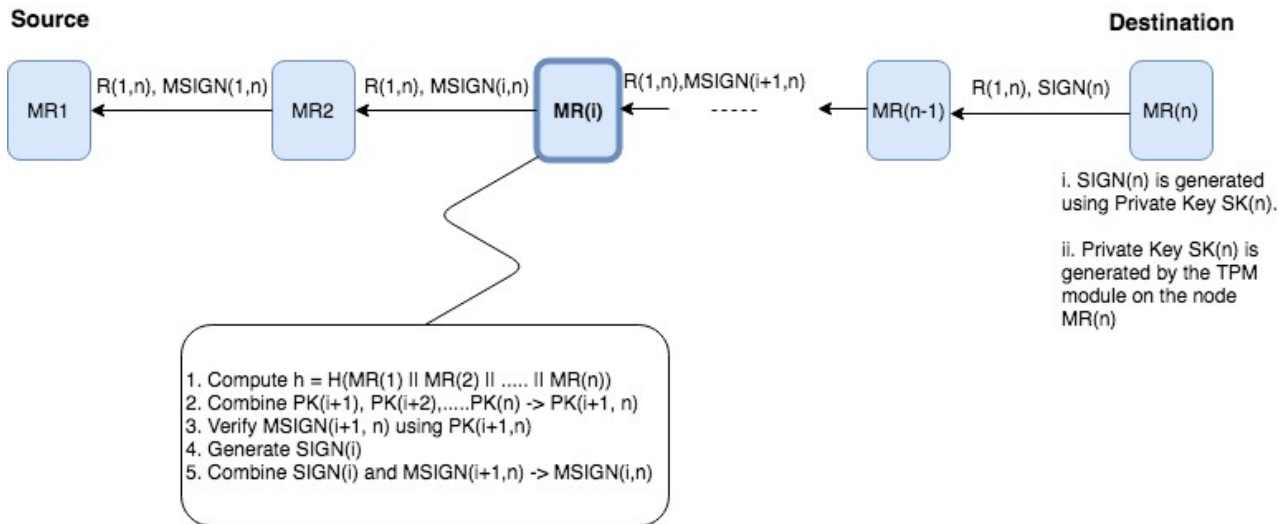 Source
Destination
R(1,n), MSIGN(1,n)
R(1,n), MSIGN(i,n)
R(1,n),MSIGN(i+1,n)
R(1,n), SIGN(n)
MR1
MR2
MR(i)
-----
MR(n-1)
MR(n)
i. SIGN(n) is generated
using Private Key SK(n).
ii. Private Key SK(n) is
generated by the TPM
module on the node
MR(n)
1. Compute h = H(MR(1) || MR(2) || ..... || MR(n))
2. Combine PK(i+1), PK(i+2),.....PK(n) -> PK(i+1, n)
3. Verify MSIGN(i+1, n) using PK(i+1,n)
4. Generate SIGN(i)
5. Combine SIGN(i) and MSIGN(i+1,n) -> MSIGN(i,n)